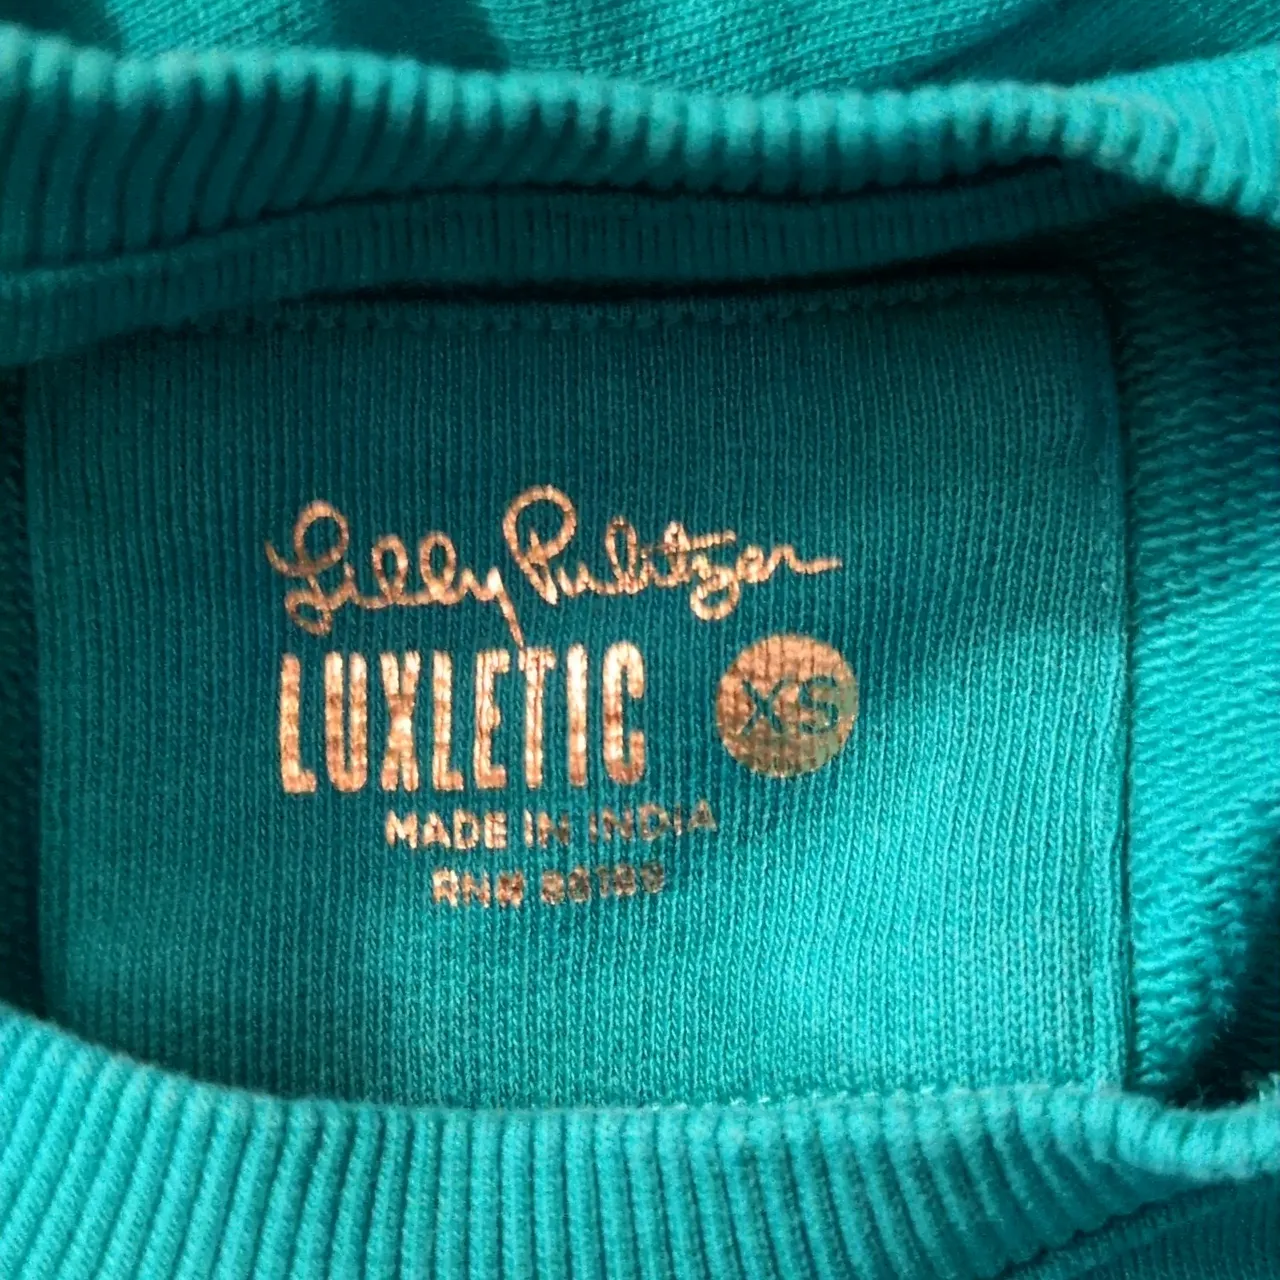 Lilly Pulitzer
LUXLETIC XS
MADE IN INDIA
RN#